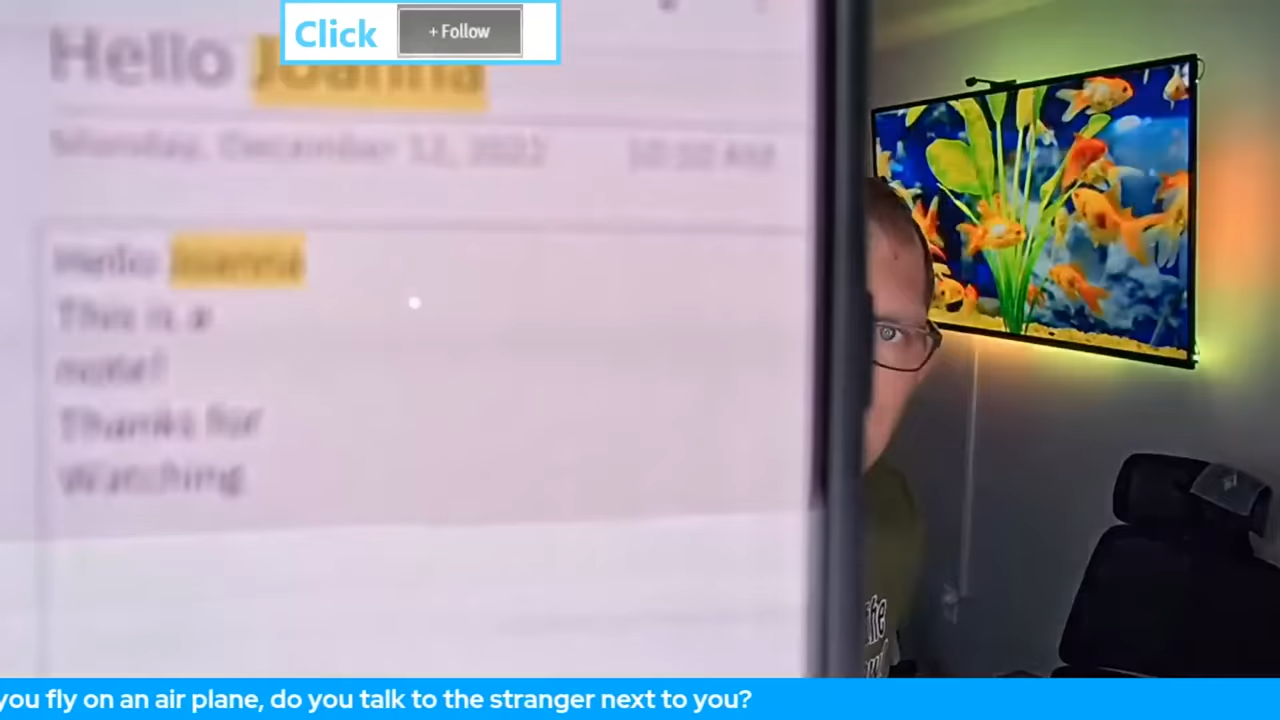 Click + Follow
Hello Joanna
Monday, December 12, 2022 10:50 AM
Hello Joanna
This is a
note!
Thanks for
Watching
you fly on an air plane, do you talk to the stranger next to you?